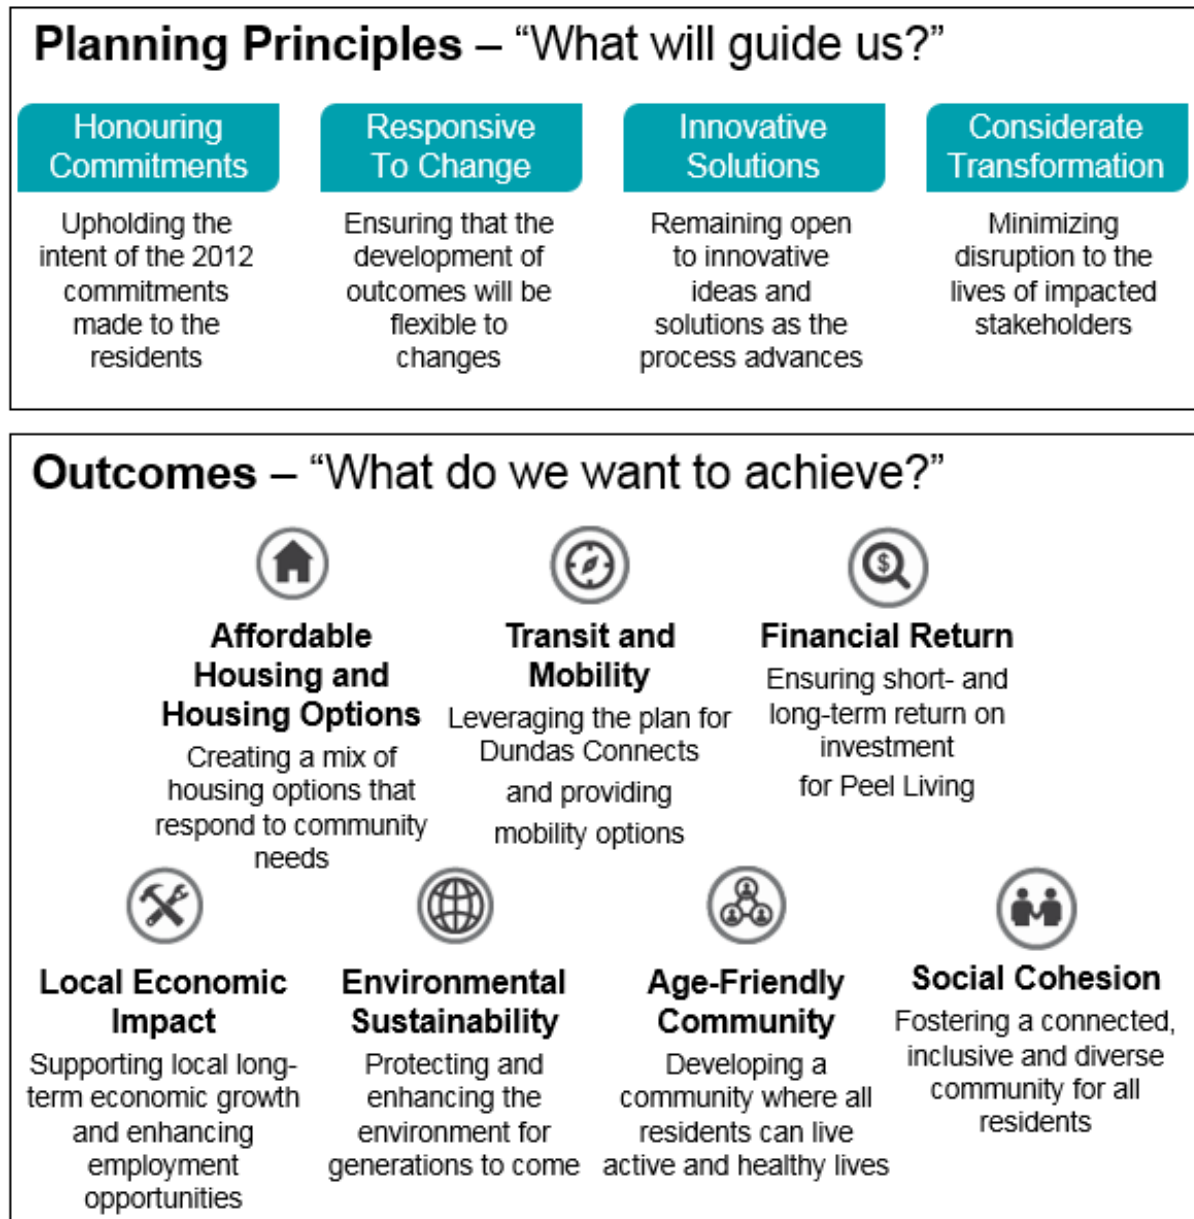 Planning Principles – “What will guide us?”
Honouring
Commitments
Upholding the
intent of the 2012
commitments
made to the
residents
Responsive
To Change
Ensuring that the
development of
outcomes will be
flexible to
changes
Innovative
Solutions
Remaining open
to innovative
ideas and
solutions as the
process advances
Considerate
Transformation
Minimizing
disruption to the
lives of impacted
stakeholders
Outcomes – “What do we want to achieve?”
Affordable
Housing and
Housing Options
Creating a mix of
housing options that
respond to community
needs
Transit and
Mobility
Leveraging the plan for
Dundas Connects
and providing
mobility options
$
Financial Return
Ensuring short- and
long-term return on
investment
for Peel Living
Local Economic
Impact
Supporting local long-
term economic growth
and enhancing
employment
opportunities
Environmental
Sustainability
Protecting and
enhancing the
environment for
generations to come
Age-Friendly
Community
Developing a
community where all
residents can live
active and healthy lives
Social Cohesion
Fostering a connected,
inclusive and diverse
community for all
residents